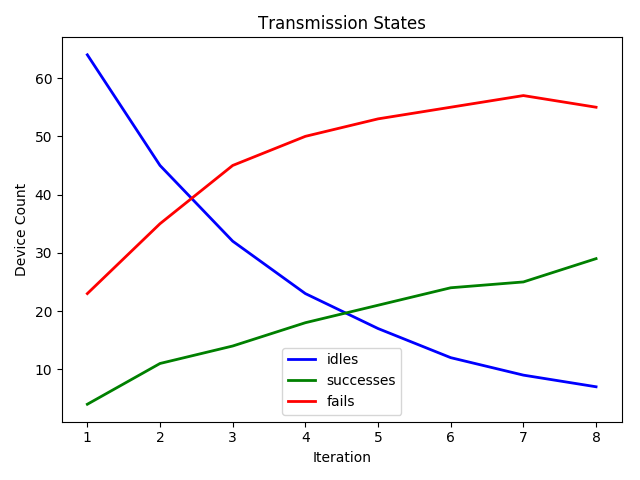 Transmission States
Device Count
60
50
40
30
20
10
idles
successes
fails
1 2 3 4 5 6 7 8
Iteration